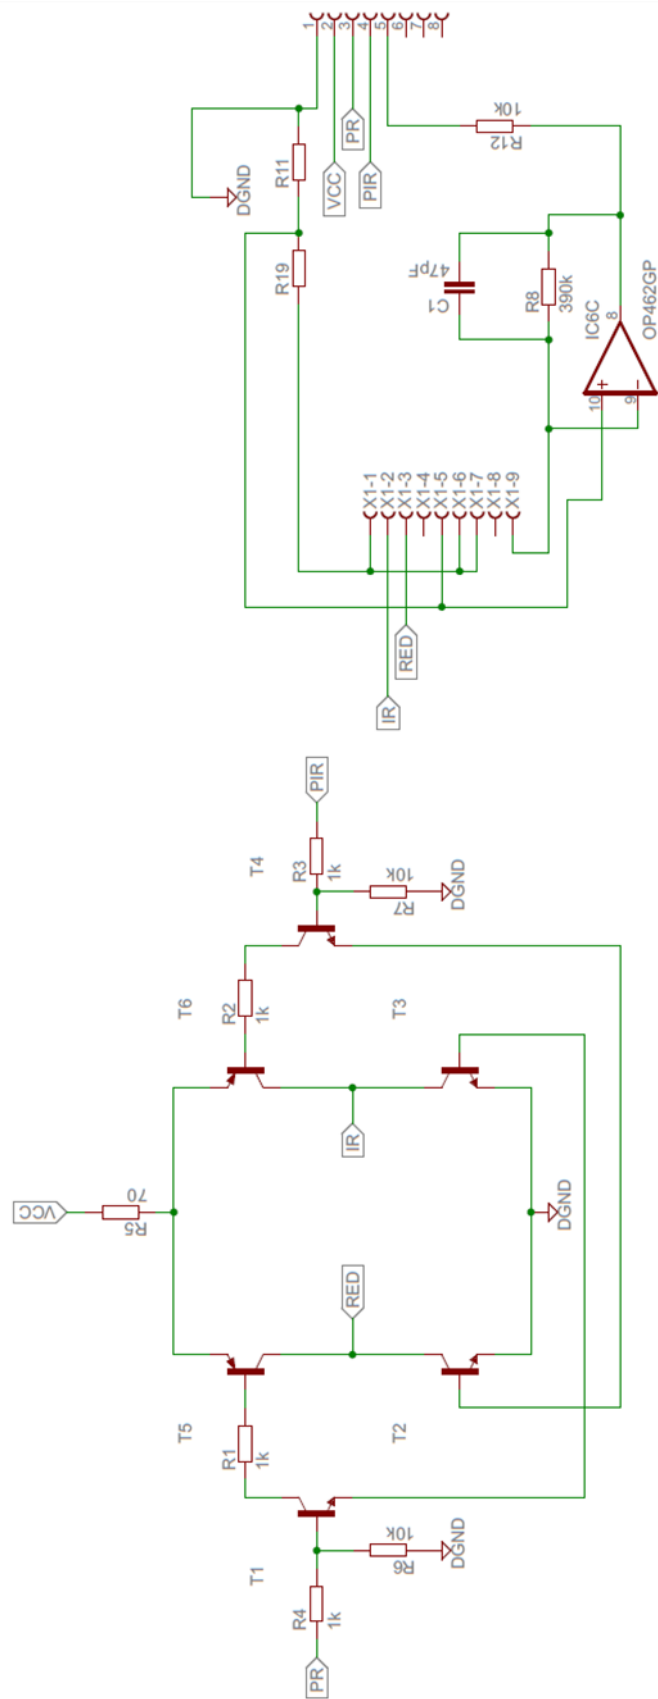 1
2
3
4
5
6
7
8
DGND
R11
VCC
PR
PIR
10k
R12
R19
47pF
C1
R8
390k
IC6C
8
OP462GP
10
+
9
-
X1-1
X1-2
X1-3
X1-4
X1-5
X1-6
X1-7
X1-8
X1-9
RED
IR
PIR
T4
R3
1k
10k
R7
DGND
T6
R2
1k
T3
IR
VCC
70
R5
DGND
RED
T5
R1
1k
T2
T1
10k
R6
DGND
R4
1k
PR